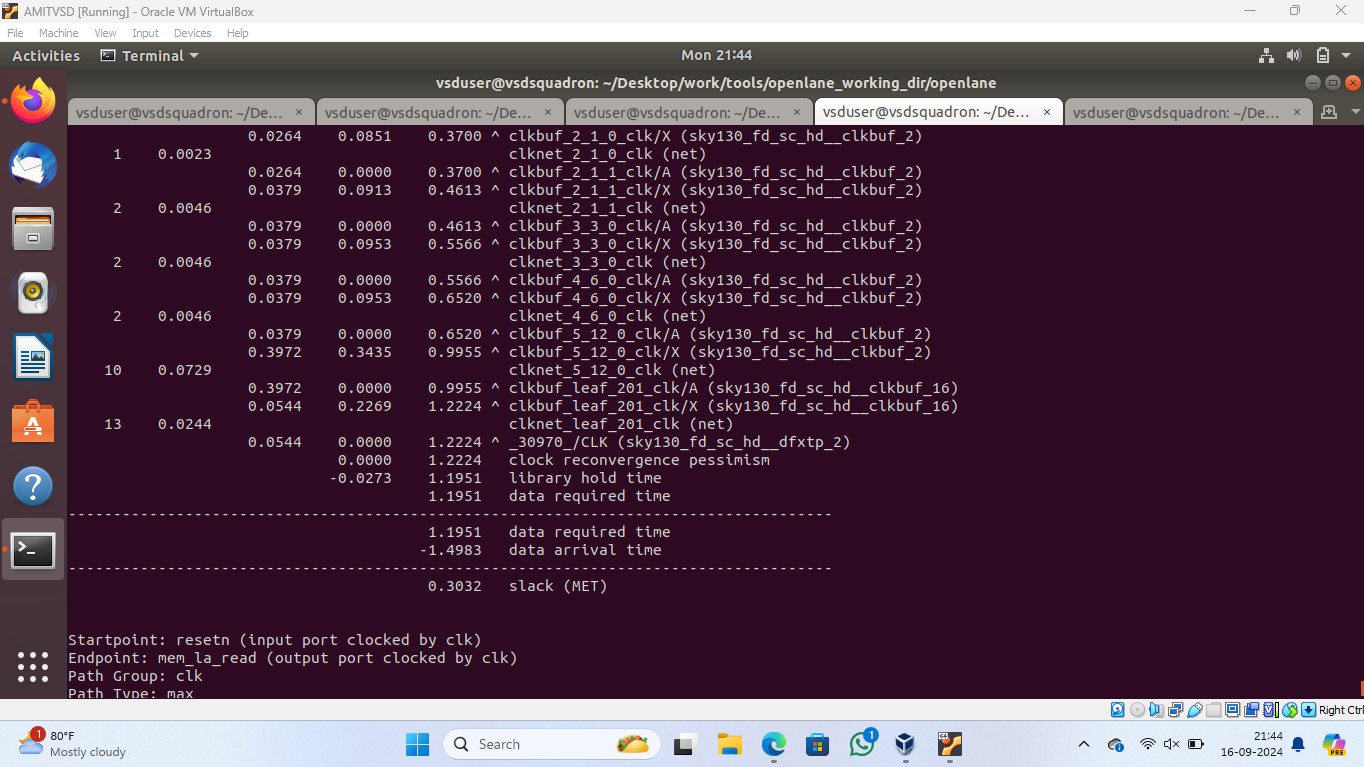 AMITVSD [Running] - Oracle VM VirtualBox
File Machine View Input Devices Help
Activities Terminal Mon 21:44
vsduser@vsdsquadron: ~/Desktop/work/tools/openlane_working_dir/openlane
vsduser@vsdsquadron: ~/De... × vsduser@vsdsquadron: ~/De... × vsduser@vsdsquadron: ~/De... × vsduser@vsdsquadron: ~/De... × vsduser@vsdsquadron: ~/De... ×
0.0264 0.0851 0.3700 ^ clkbuf_2_1_0_clk/X (sky130_fd_sc_hd__clkbuf_2)
1 0.0023 clknet_2_1_0_clk (net)
0.0264 0.0000 0.3700 ^ clkbuf_2_1_1_clk/A (sky130_fd_sc_hd__clkbuf_2)
0.0379 0.0913 0.4613 ^ clkbuf_2_1_1_clk/X (sky130_fd_sc_hd__clkbuf_2)
2 0.0046 clknet_2_1_1_clk (net)
0.0379 0.0000 0.4613 ^ clkbuf_3_3_0_clk/A (sky130_fd_sc_hd__clkbuf_2)
0.0379 0.0953 0.5566 ^ clkbuf_3_3_0_clk/X (sky130_fd_sc_hd__clkbuf_2)
2 0.0046 clknet_3_3_0_clk (net)
0.0379 0.0000 0.5566 ^ clkbuf_4_6_0_clk/A (sky130_fd_sc_hd__clkbuf_2)
0.0379 0.0953 0.6520 ^ clkbuf_4_6_0_clk/X (sky130_fd_sc_hd__clkbuf_2)
2 0.0046 clknet_4_6_0_clk (net)
0.0379 0.0000 0.6520 ^ clkbuf_5_12_0_clk/A (sky130_fd_sc_hd__clkbuf_2)
0.3972 0.3435 0.9955 ^ clkbuf_5_12_0_clk/X (sky130_fd_sc_hd__clkbuf_2)
10 0.0729 clknet_5_12_0_clk (net)
0.3972 0.0000 0.9955 ^ clkbuf_leaf_201_clk/A (sky130_fd_sc_hd__clkbuf_16)
0.0544 0.2269 1.2224 ^ clkbuf_leaf_201_clk/X (sky130_fd_sc_hd__clkbuf_16)
13 0.0244 clknet_leaf_201_clk (net)
0.0544 0.0000 1.2224 ^ _30970_/CLK (sky130_fd_sc_hd__dfxtp_2)
0.0000 1.2224 clock reconvergence pessimism
-0.0273 1.1951 library hold time
1.1951 data required time
-------------------------------------------------------------------------------------
1.1951 data required time
-1.4983 data arrival time
-------------------------------------------------------------------------------------
0.3032 slack (MET)
Startpoint: resetn (input port clocked by clk)
Endpoint: mem_la_read (output port clocked by clk)
Path Group: clk
Path Type: max
Right Ctrl
1 80°F
Mostly cloudy
Search
1
21:44
16-09-2024
PRE